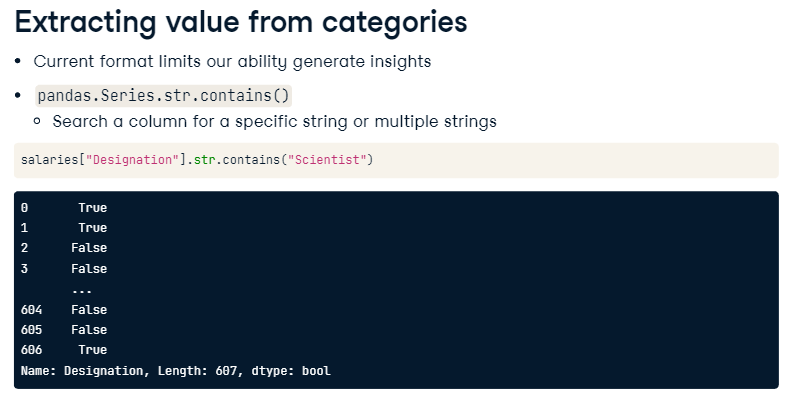 Extracting value from categories
• Current format limits our ability generate insights
• pandas.Series.str.contains()
○ Search a column for a specific string or multiple strings
salaries["Designation"].str.contains("Scientist")
0       True
1       True
2      False
3      False
       ...
604    False
605    False
606     True
Name: Designation, Length: 607, dtype: bool